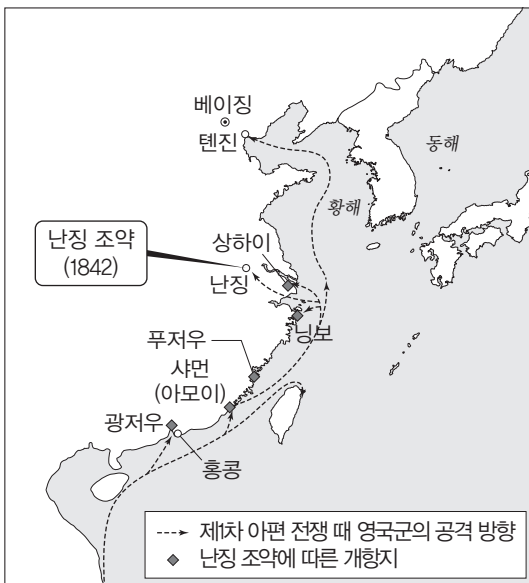 베이징
톈진
동해
황해
난징 조약
(1842)
상하이
난징
닝보
푸저우
샤먼
(아모이)
광저우
홍콩
제1차 아편 전쟁 때 영국군의 공격 방향
난징 조약에 따른 개항지